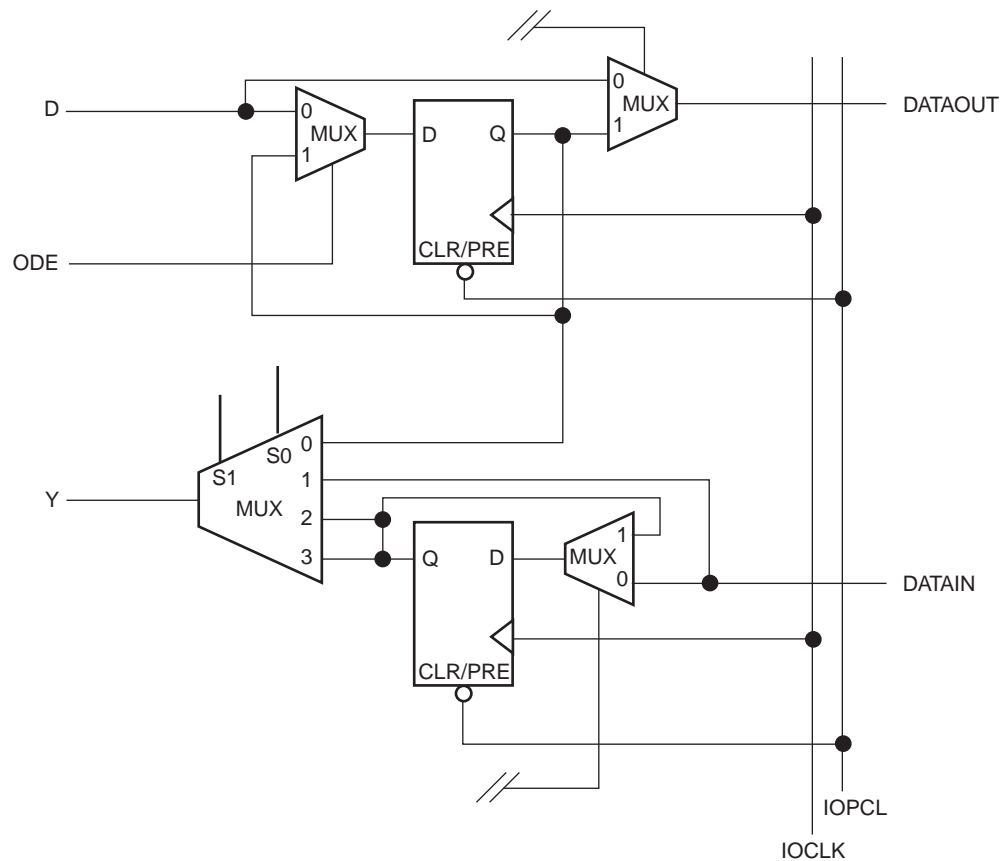 0
MUX
1
DATAOUT
D
0
MUX
1
D
Q
CLR/PRE
ODE
S0
S1
0
1
MUX
2
3
Y
Q
D
MUX
1
0
DATAIN
CLR/PRE
IOPCL
IOCLK